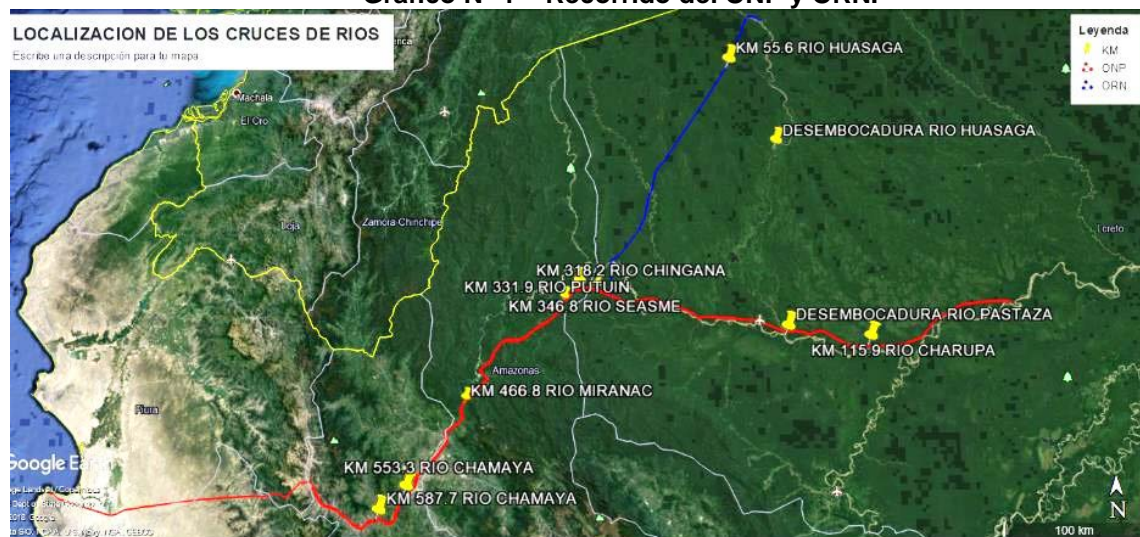 LOCALIZACION DE LOS CRUCES DE RIOS
Escribe una descripción para tu mapa.
Leyenda
KM
ONP
ORN
KM 55.6 RIO HUASAGA
Machala
El Oro
DESEMBOCADURA RIO HUASAGA
Loja
Zamora Chinchipe
Loreto
KM 318.2 RIO CHINGANA
KM 331.9 RIO PUTUIN
KM 346.8 RIO SEASME
DESEMBOCADURA RIO PASTAZA
KM 115.9 RIO CHARUPA
Amazonas
KM 466.8 RIO MIRANAC
Piura
KM 553.3 RIO CHAMAYA
KM 587.7 RIO CHAMAYA
N
100 km